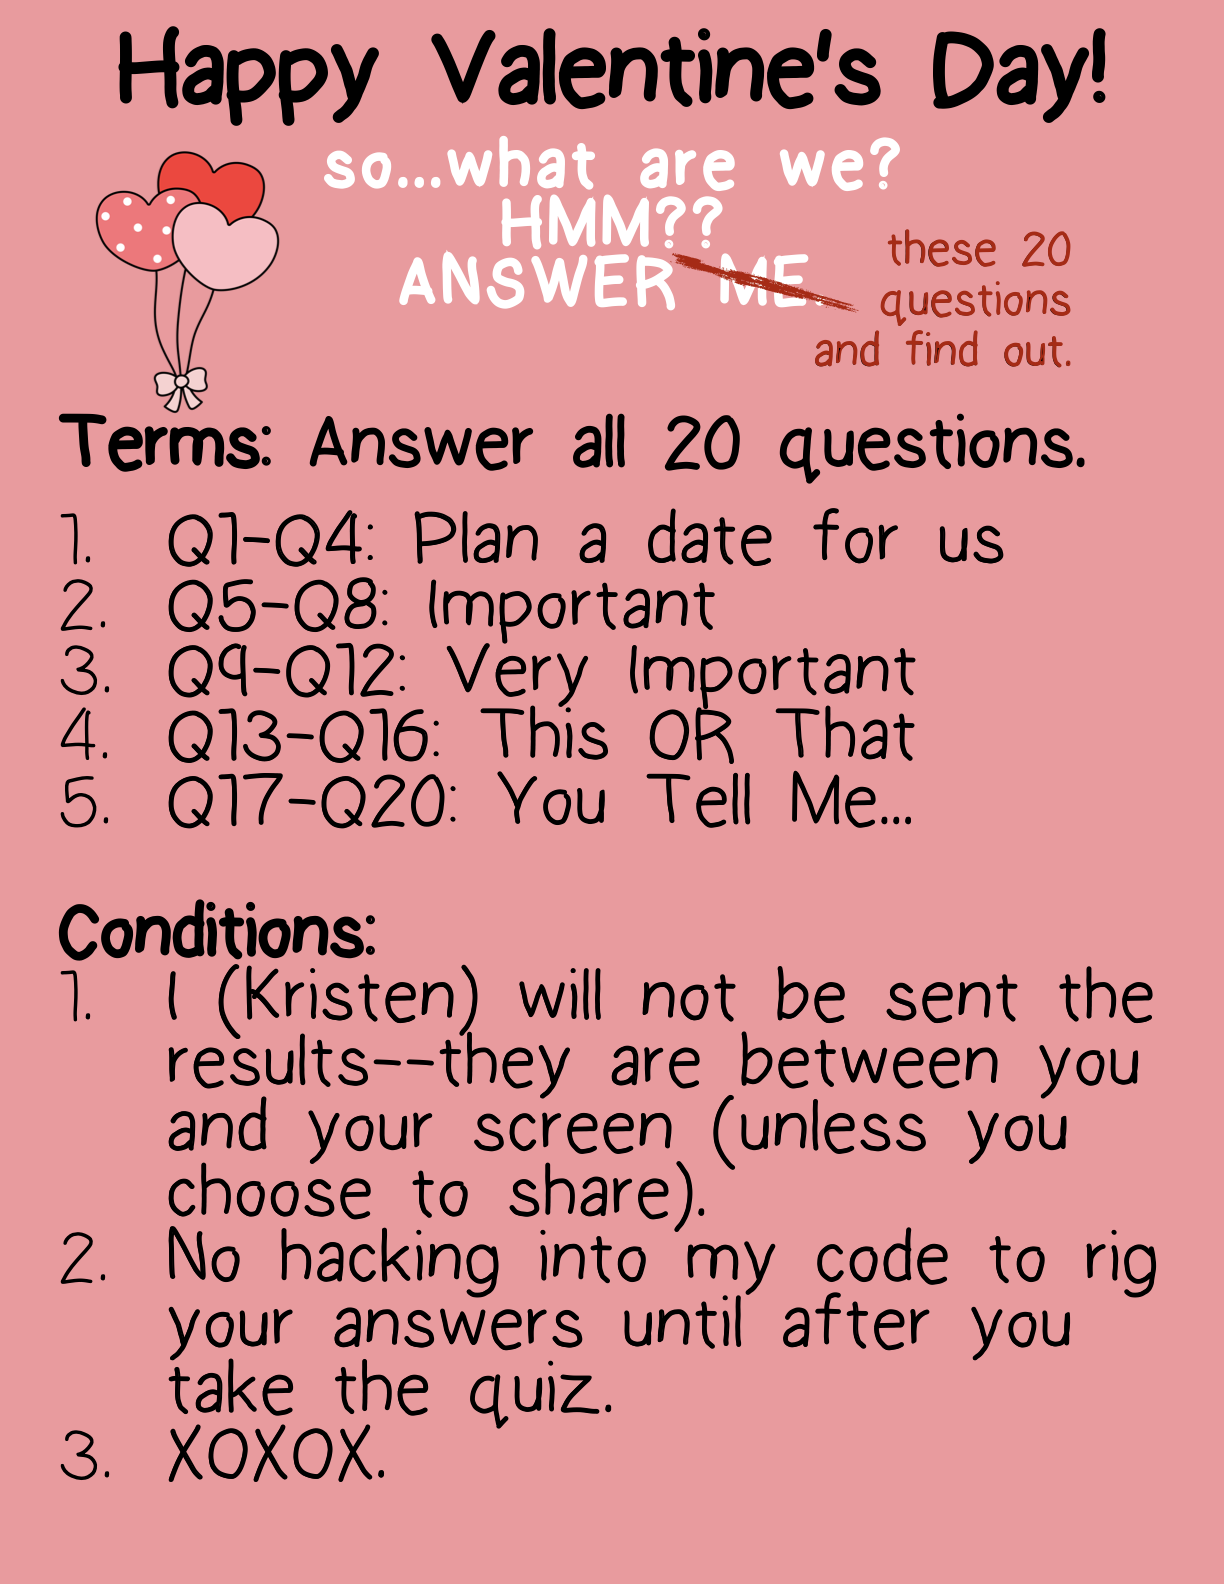 Happy Valentine's Day!
so...what are we?
HMM??
ANSWER ME.
these 20
questions
and find out.
Terms: Answer all 20 questions.
1. Q1-Q4: Plan a date for us
2. Q5-Q8: Important
3. Q9-Q12: Very Important
4. Q13-Q16: This OR That
5. Q17-Q20: You Tell Me...
Conditions:
1. I (Kristen) will not be sent the
results--they are between you
and your screen (unless you
choose to share).
2. No hacking into my code to rig
your answers until after you
take the quiz.
3. XOXOX.